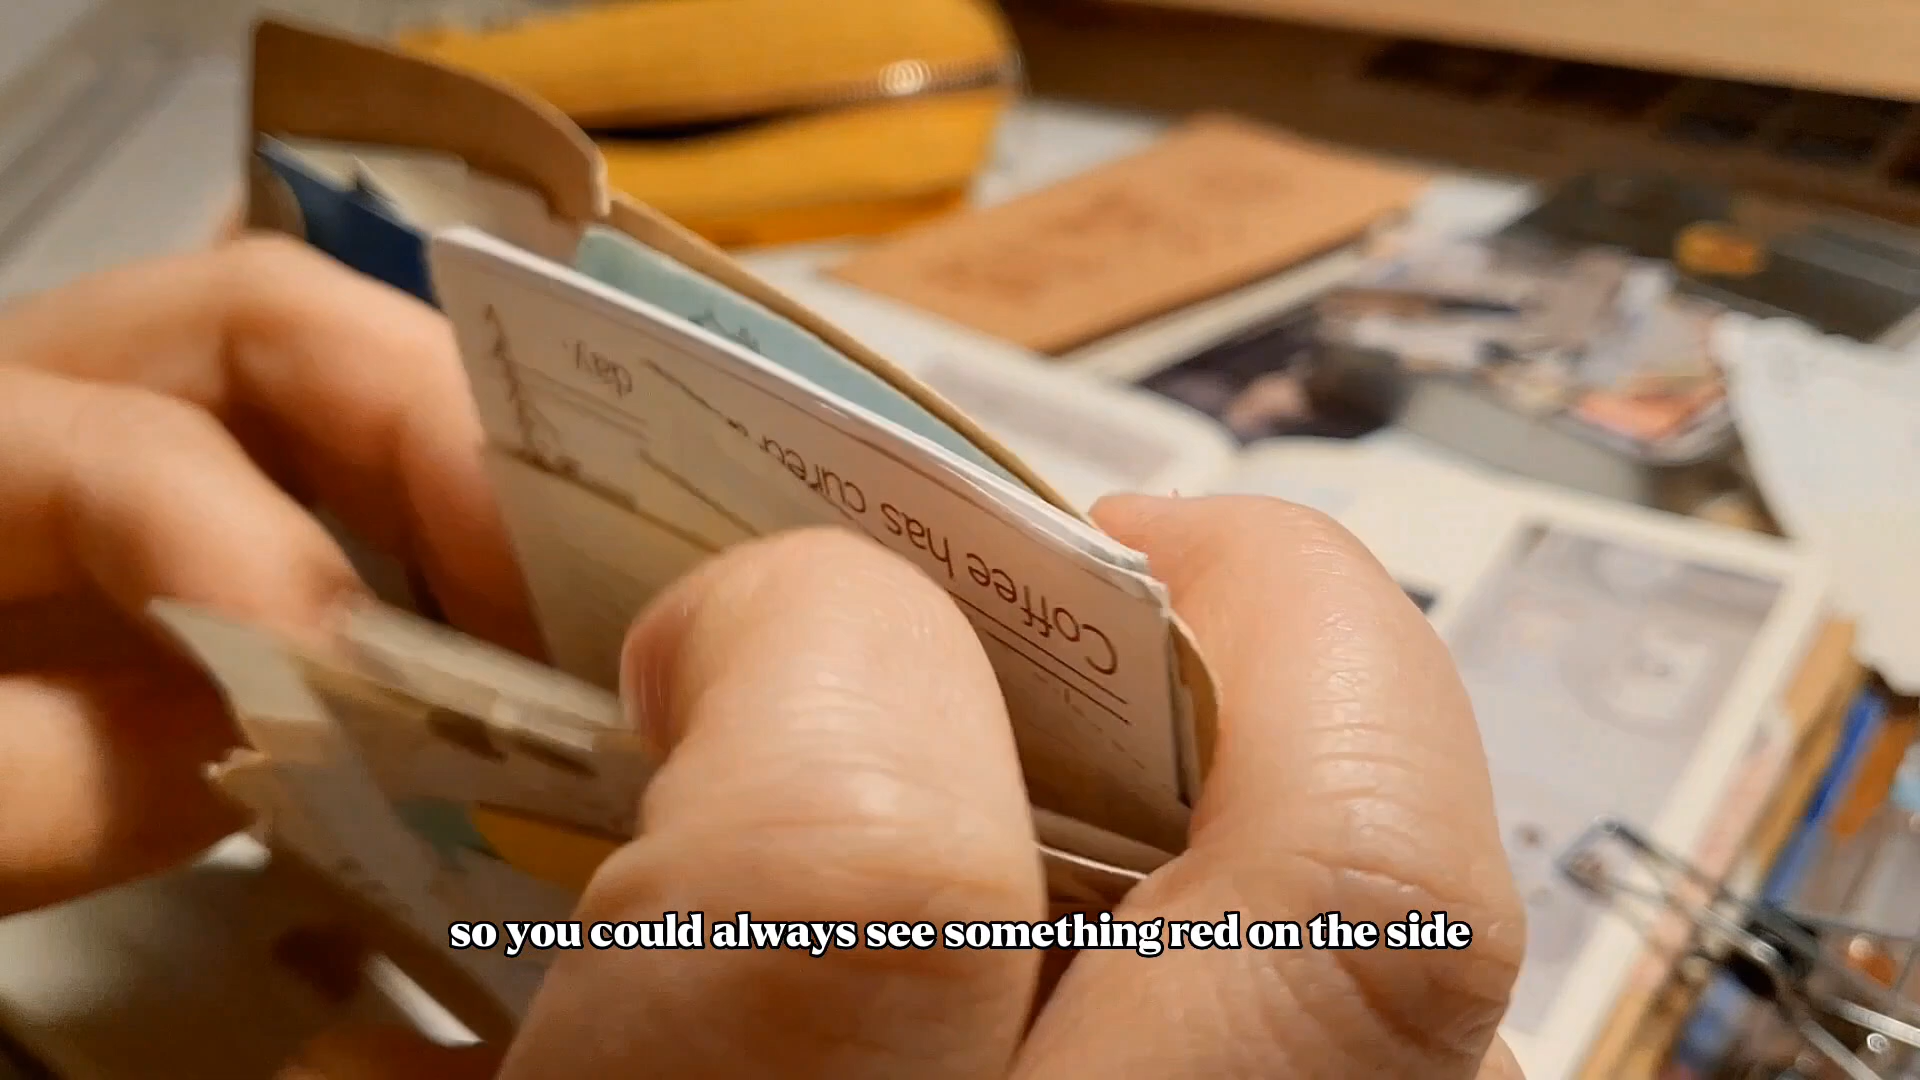 Coffee has cured
day.
so you could always see something red on the side